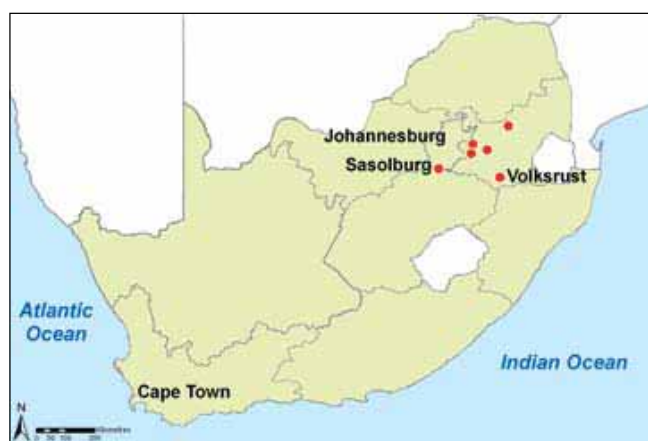 Johannesburg
Sasolburg
Volksrust
Atlantic
Ocean
Indian Ocean
Cape Town
N